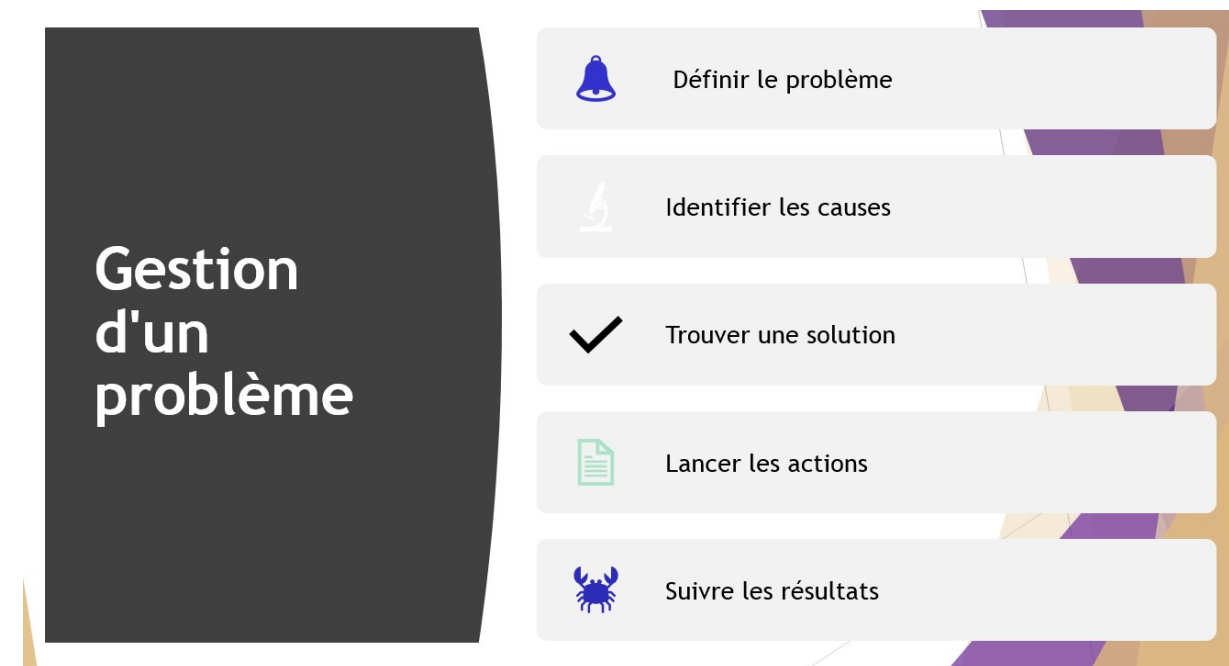 Gestion
d'un
problème
Définir le problème
Identifier les causes
Trouver une solution
Lancer les actions
Suivre les résultats